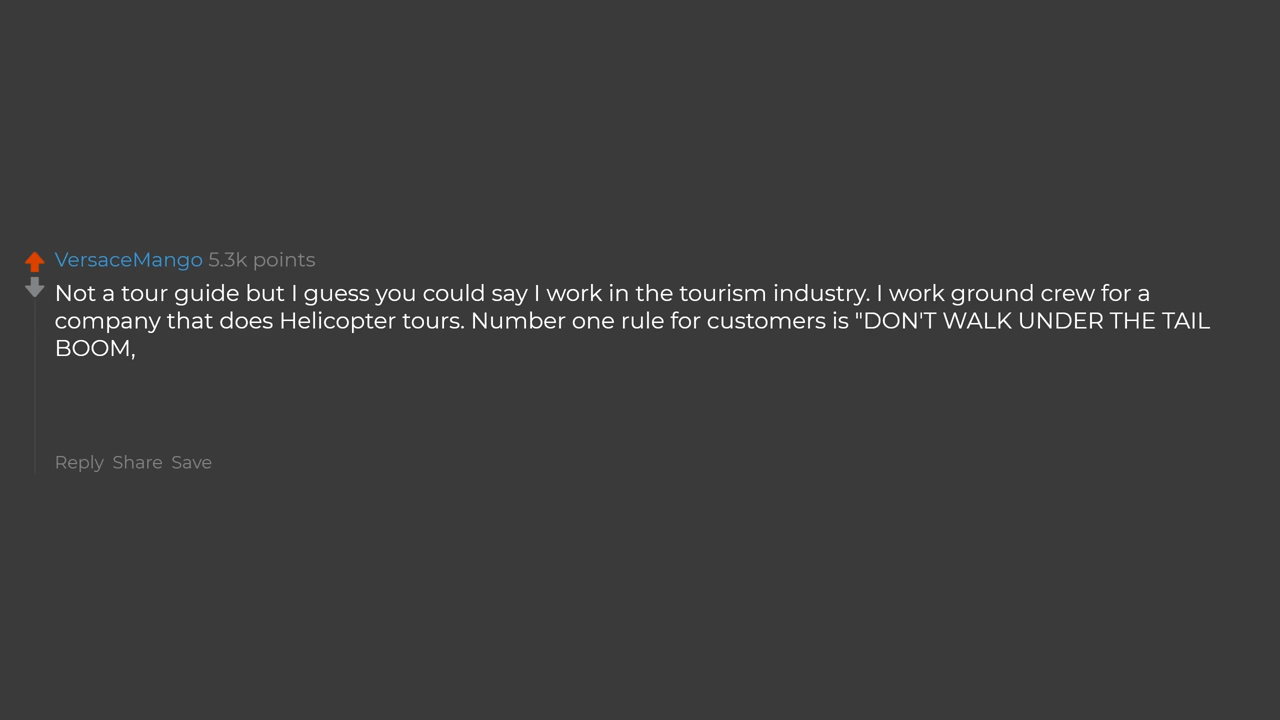 VersaceMango 5.3k points
Not a tour guide but I guess you could say I work in the tourism industry. I work ground crew for a
company that does Helicopter tours. Number one rule for customers is "DON'T WALK UNDER THE TAIL
BOOM,
Reply Share Save